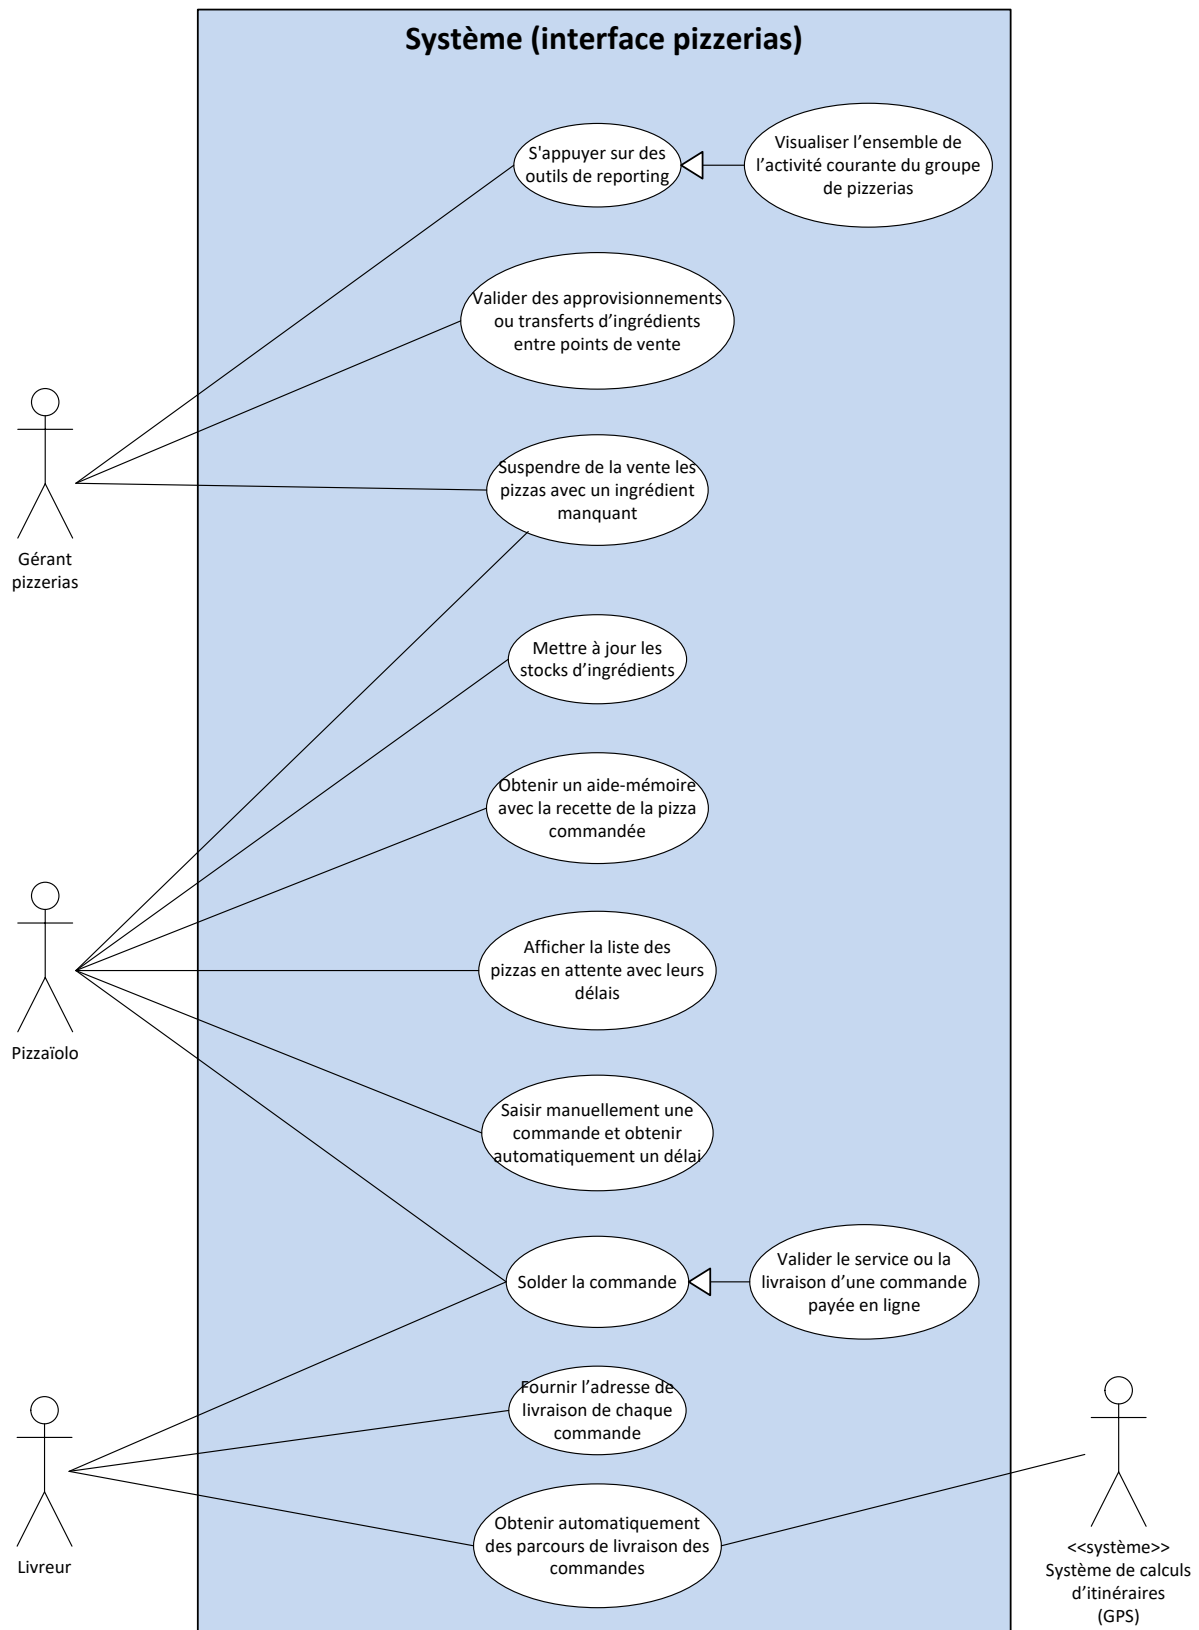 Système (interface pizzerias)
S'appuyer sur des
outils de reporting
Visualiser l’ensemble de
l’activité courante du groupe
de pizzerias
Valider des approvisionnements
ou transferts d’ingrédients
entre points de vente
Suspendre de la vente les
pizzas avec un ingrédient
manquant
Gérant
pizzerias
Mettre à jour les
stocks d’ingrédients
Obtenir un aide-mémoire
avec la recette de la pizza
commandée
Afficher la liste des
pizzas en attente avec leurs
délais
Pizzaïolo
Saisir manuellement une
commande et obtenir
automatiquement un délai
Solder la commande
Valider le service ou la
livraison d’une commande
payée en ligne
Fournir l’adresse de
livraison de chaque
commande
Obtenir automatiquement
des parcours de livraison des
commandes
Livreur
<<système>>
Système de calculs
d’itinéraires
(GPS)